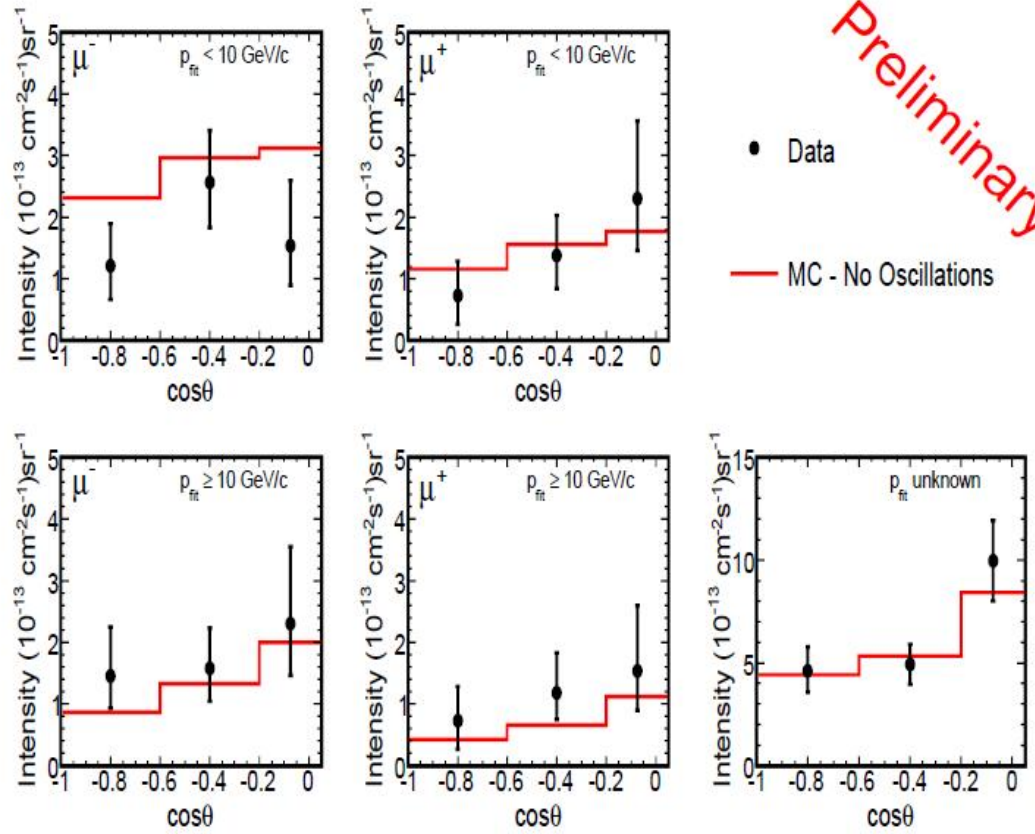 μ⁻ p_fit < 10 GeV/c
Intensity (10⁻¹³ cm⁻²s⁻¹)sr⁻¹
5
4
3
2
1
0
-1 -0.8 -0.6 -0.4 -0.2 0
cosθ
μ⁺ p_fit < 10 GeV/c
Intensity (10⁻¹³ cm⁻²s⁻¹)sr⁻¹
5
4
3
2
1
0
-1 -0.8 -0.6 -0.4 -0.2 0
cosθ
Preliminary
Data
MC - No Oscillations
μ⁻ p_fit ≥ 10 GeV/c
Intensity (10⁻¹³ cm⁻²s⁻¹)sr⁻¹
5
4
3
2
1
0
-1 -0.8 -0.6 -0.4 -0.2 0
cosθ
μ⁺ p_fit ≥ 10 GeV/c
Intensity (10⁻¹³ cm⁻²s⁻¹)sr⁻¹
5
4
3
2
1
0
-1 -0.8 -0.6 -0.4 -0.2 0
cosθ
p_fit unknown
Intensity (10⁻¹³ cm⁻²s⁻¹)sr⁻¹
15
10
5
0
-1 -0.8 -0.6 -0.4 -0.2 0
cosθ